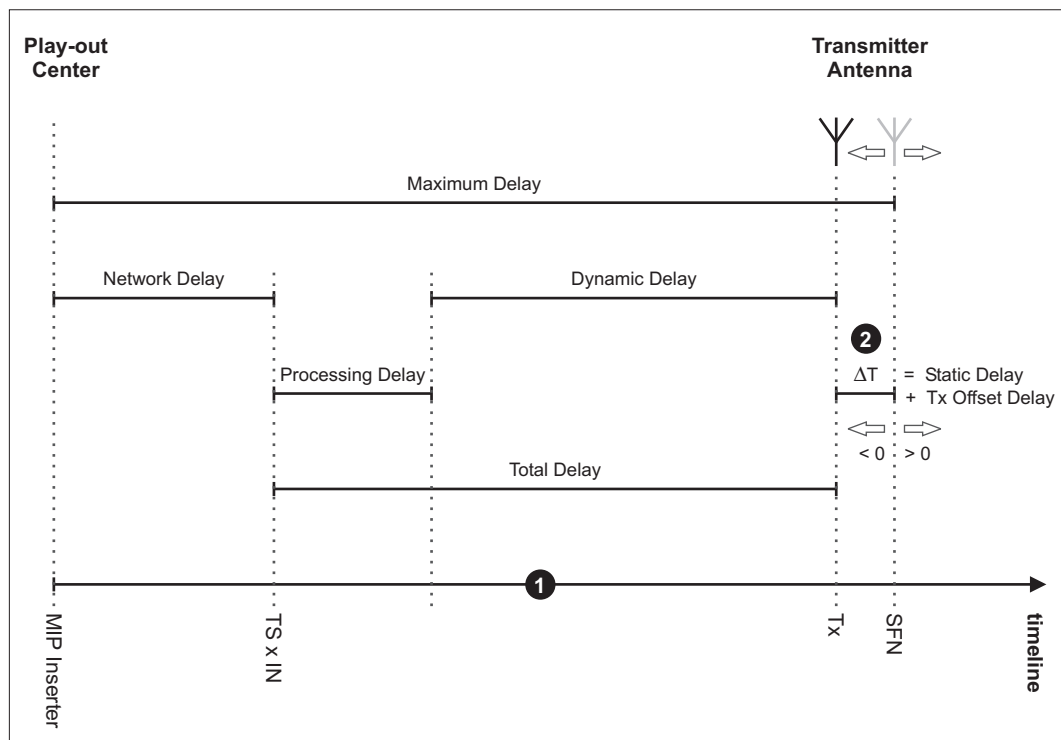 Play-out
Center
Transmitter
Antenna
Maximum Delay
Network Delay
Dynamic Delay
2
Processing Delay
ΔT = Static Delay
+ Tx Offset Delay
< 0 > 0
Total Delay
1
MIP Inserter
TS x IN
Tx
SFN
timeline